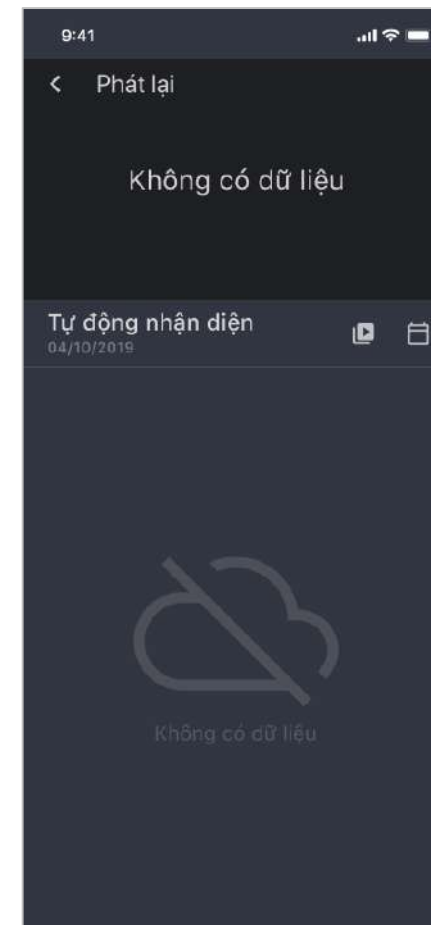 9:41
Phát lại
Không có dữ liệu
Tự động nhận diện
04/10/2019
Không có dữ liệu